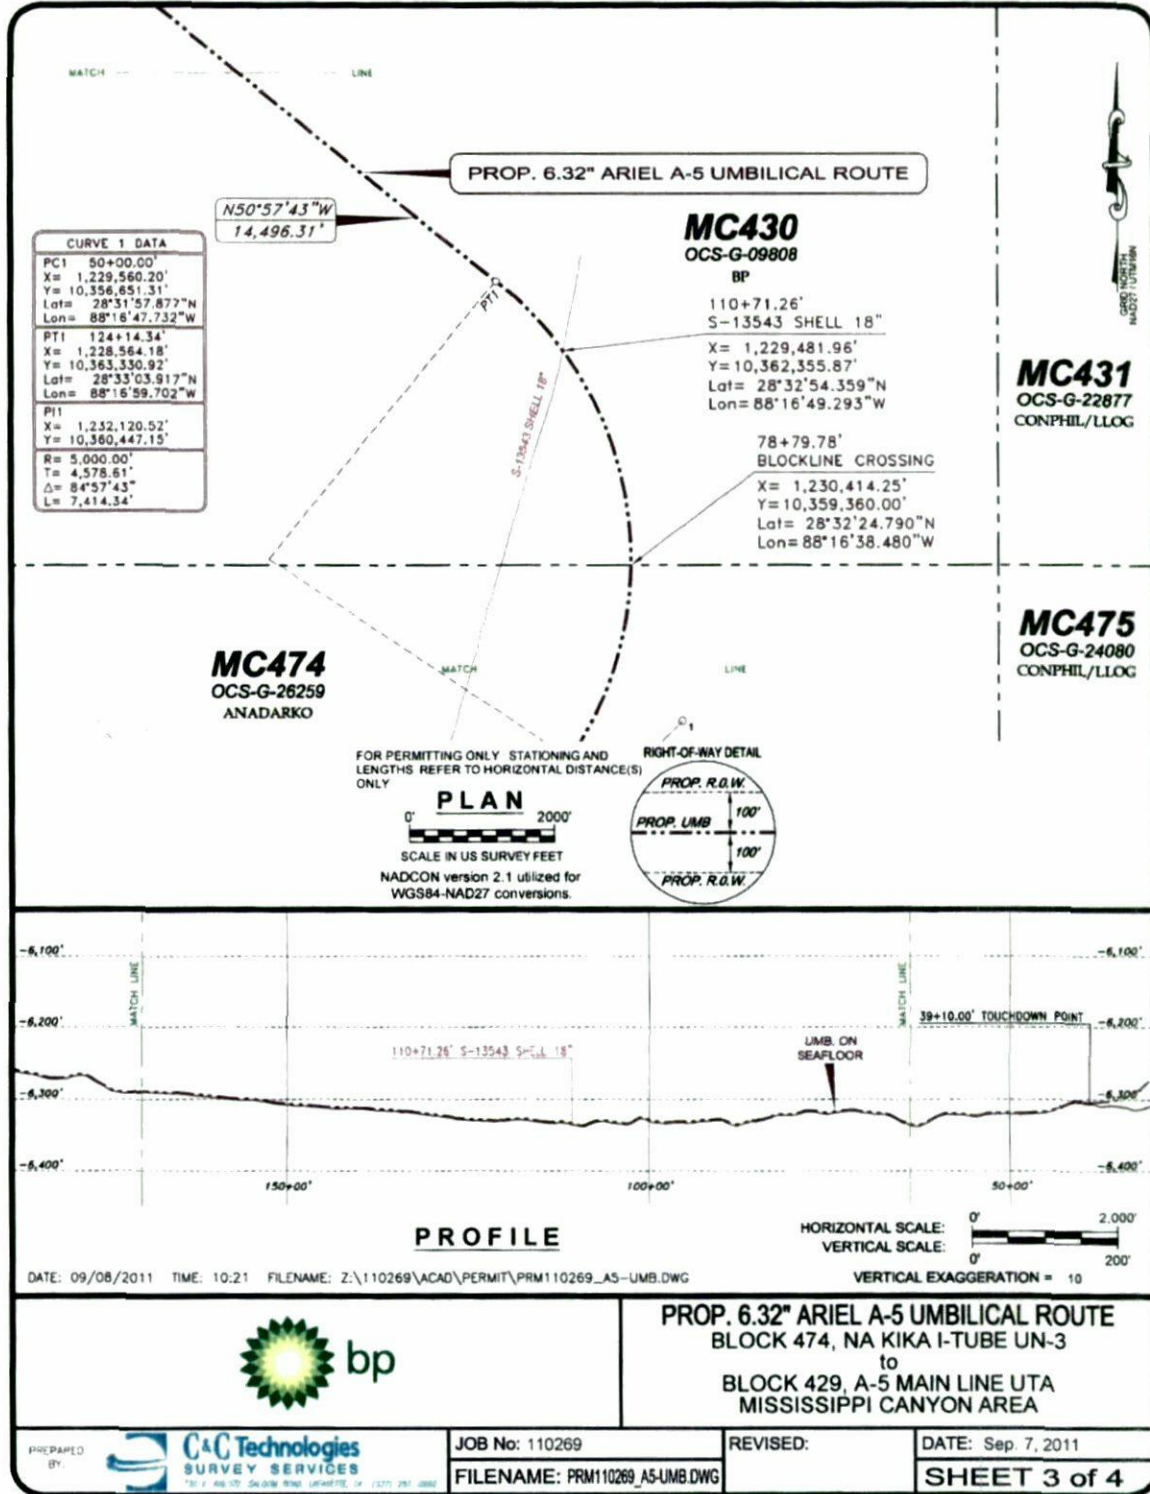 MATCH LINE
PROP. 6.32" ARIEL A-5 UMBILICAL ROUTE
N50°57'43"W
14,496.31'
MC430
OCS-G-09808
BP
GRID NORTH
NAD27 / UTM16N
CURVE 1 DATA
PC1 50+00.00'
X= 1,229,560.20'
Y= 10,356,651.31'
Lat= 28°31'57.877"N
Lon= 88°16'47.732"W
PT1 124+14.34'
X= 1,228,564.18'
Y= 10,363,330.92'
Lat= 28°33'03.917"N
Lon= 88°16'59.702"W
PI1
X= 1,232,120.52'
Y= 10,360,447.15'
R= 5,000.00'
T= 4,578.61'
Δ= 84°57'43"
L= 7,414.34'
PT1
110+71.26'
S-13543 SHELL 18"
X= 1,229,481.96'
Y= 10,362,355.87'
Lat= 28°32'54.359"N
Lon= 88°16'49.293"W
MC431
OCS-G-22877
CONPHIL/LLOG
S-13543 SHELL 18"
78+79.78'
BLOCKLINE CROSSING
X= 1,230,414.25'
Y= 10,359,360.00'
Lat= 28°32'24.790"N
Lon= 88°16'38.480"W
MC474
OCS-G-26259
ANADARKO
MC475
OCS-G-24080
CONPHIL/LLOG
MATCH LINE
1
FOR PERMITTING ONLY STATIONING AND
LENGTHS REFER TO HORIZONTAL DISTANCE(S)
ONLY
PLAN
0' 2000'
SCALE IN US SURVEY FEET
NADCON version 2.1 utilized for
WGS84-NAD27 conversions.
RIGHT-OF-WAY DETAIL
PROP. R.O.W.
100'
PROP. UMB
100'
PROP. R.O.W.
-6,100' -6,100'
MATCH LINE MATCH LINE
-6,200' -6,200'
39+10.00' TOUCHDOWN POINT
110+71.26' S-13543 SHELL 18"
UMB. ON
SEAFLOOR
-6,300' -6,300'
-6,400' -6,400'
150+00' 100+00' 50+00'
PROFILE
HORIZONTAL SCALE: 0' 2,000'
VERTICAL SCALE: 0' 200'
VERTICAL EXAGGERATION = 10
DATE: 09/08/2011 TIME: 10:21 FILENAME: Z:\110269\ACAD\PERMIT\PRM110269_A5-UMB.DWG
bp
PROP. 6.32" ARIEL A-5 UMBILICAL ROUTE
BLOCK 474, NA KIKA I-TUBE UN-3
to
BLOCK 429, A-5 MAIN LINE UTA
MISSISSIPPI CANYON AREA
PREPARED
BY:
C&C Technologies
SURVEY SERVICES
JOB No: 110269
FILENAME: PRM110269_A5-UMB.DWG
REVISED:
DATE: Sep. 7, 2011
SHEET 3 of 4